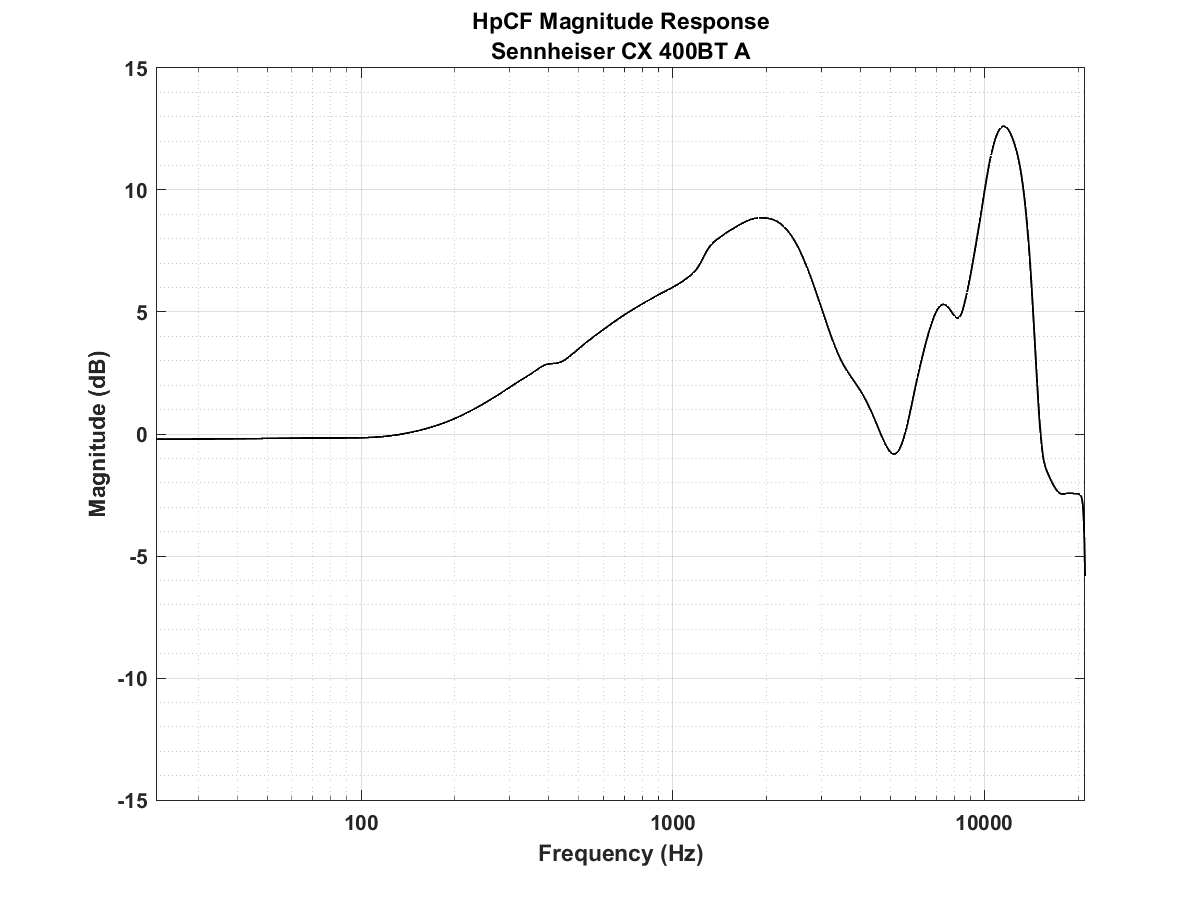 HpCF Magnitude Response
Sennheiser CX 400BT A
15
10
5
0
-5
-10
-15
Magnitude (dB)
100
1000
10000
Frequency (Hz)